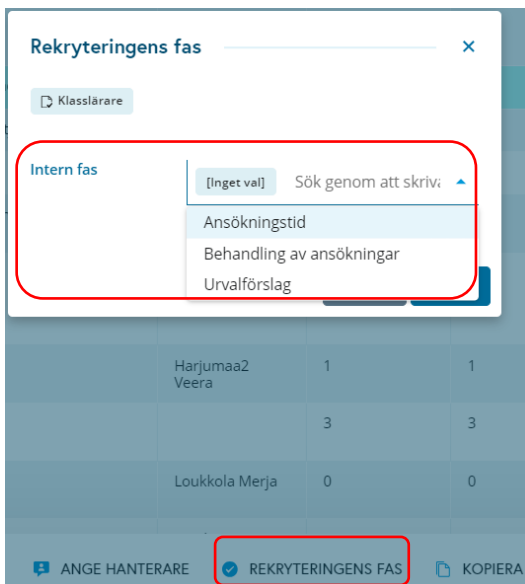 Rekryteringens fas
Klasslärare
Intern fas
[Inget val] Sök genom att skriva
Ansökningstid
Behandling av ansökningar
Urvalförslag
Harjumaa2 1 1
Veera
3 3
Loukkola Merja 0 0
ANGE HANTERARE REKRYTERINGENS FAS KOPIERA